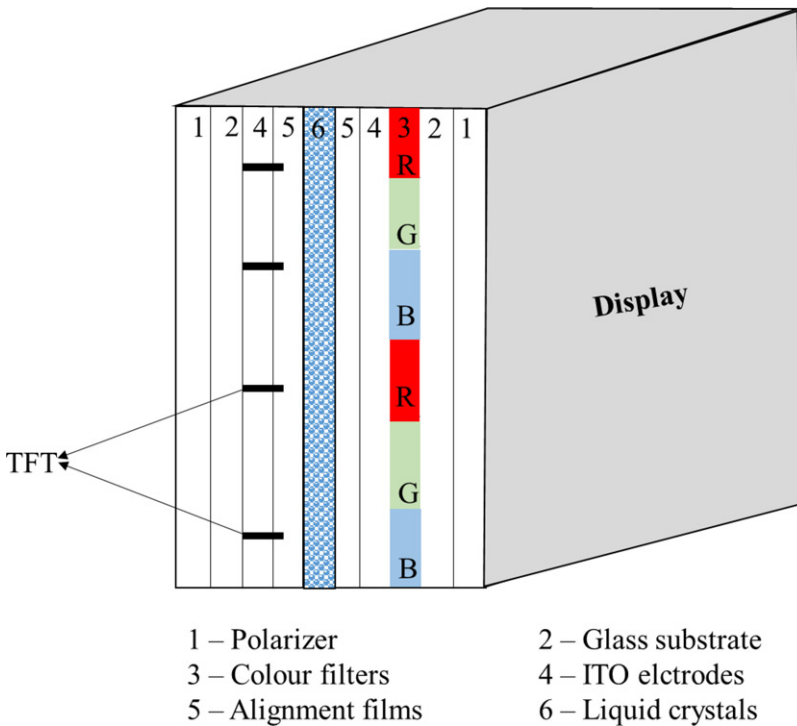 1 2 4 5 6 5 4 3 2 1
R
G
B
Display
R
TFT
G
B
1 – Polarizer 2 – Glass substrate
3 – Colour filters 4 – ITO elctrodes
5 – Alignment films 6 – Liquid crystals